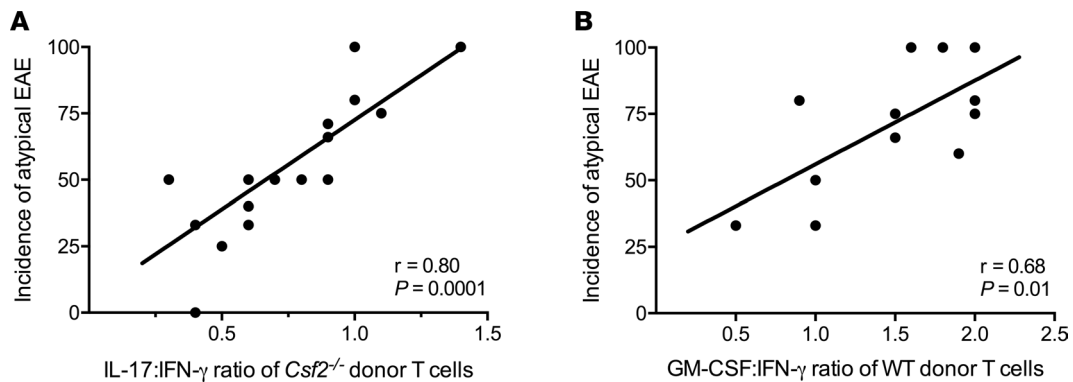 A
Incidence of atypical EAE
100
75
50
25
0
0.5
1.0
1.5
r = 0.80
P = 0.0001
IL-17:IFN-γ ratio of Csf2-/- donor T cells
B
Incidence of atypical EAE
100
75
50
25
0
0.5
1.0
1.5
2.0
2.5
r = 0.68
P = 0.01
GM-CSF:IFN-γ ratio of WT donor T cells